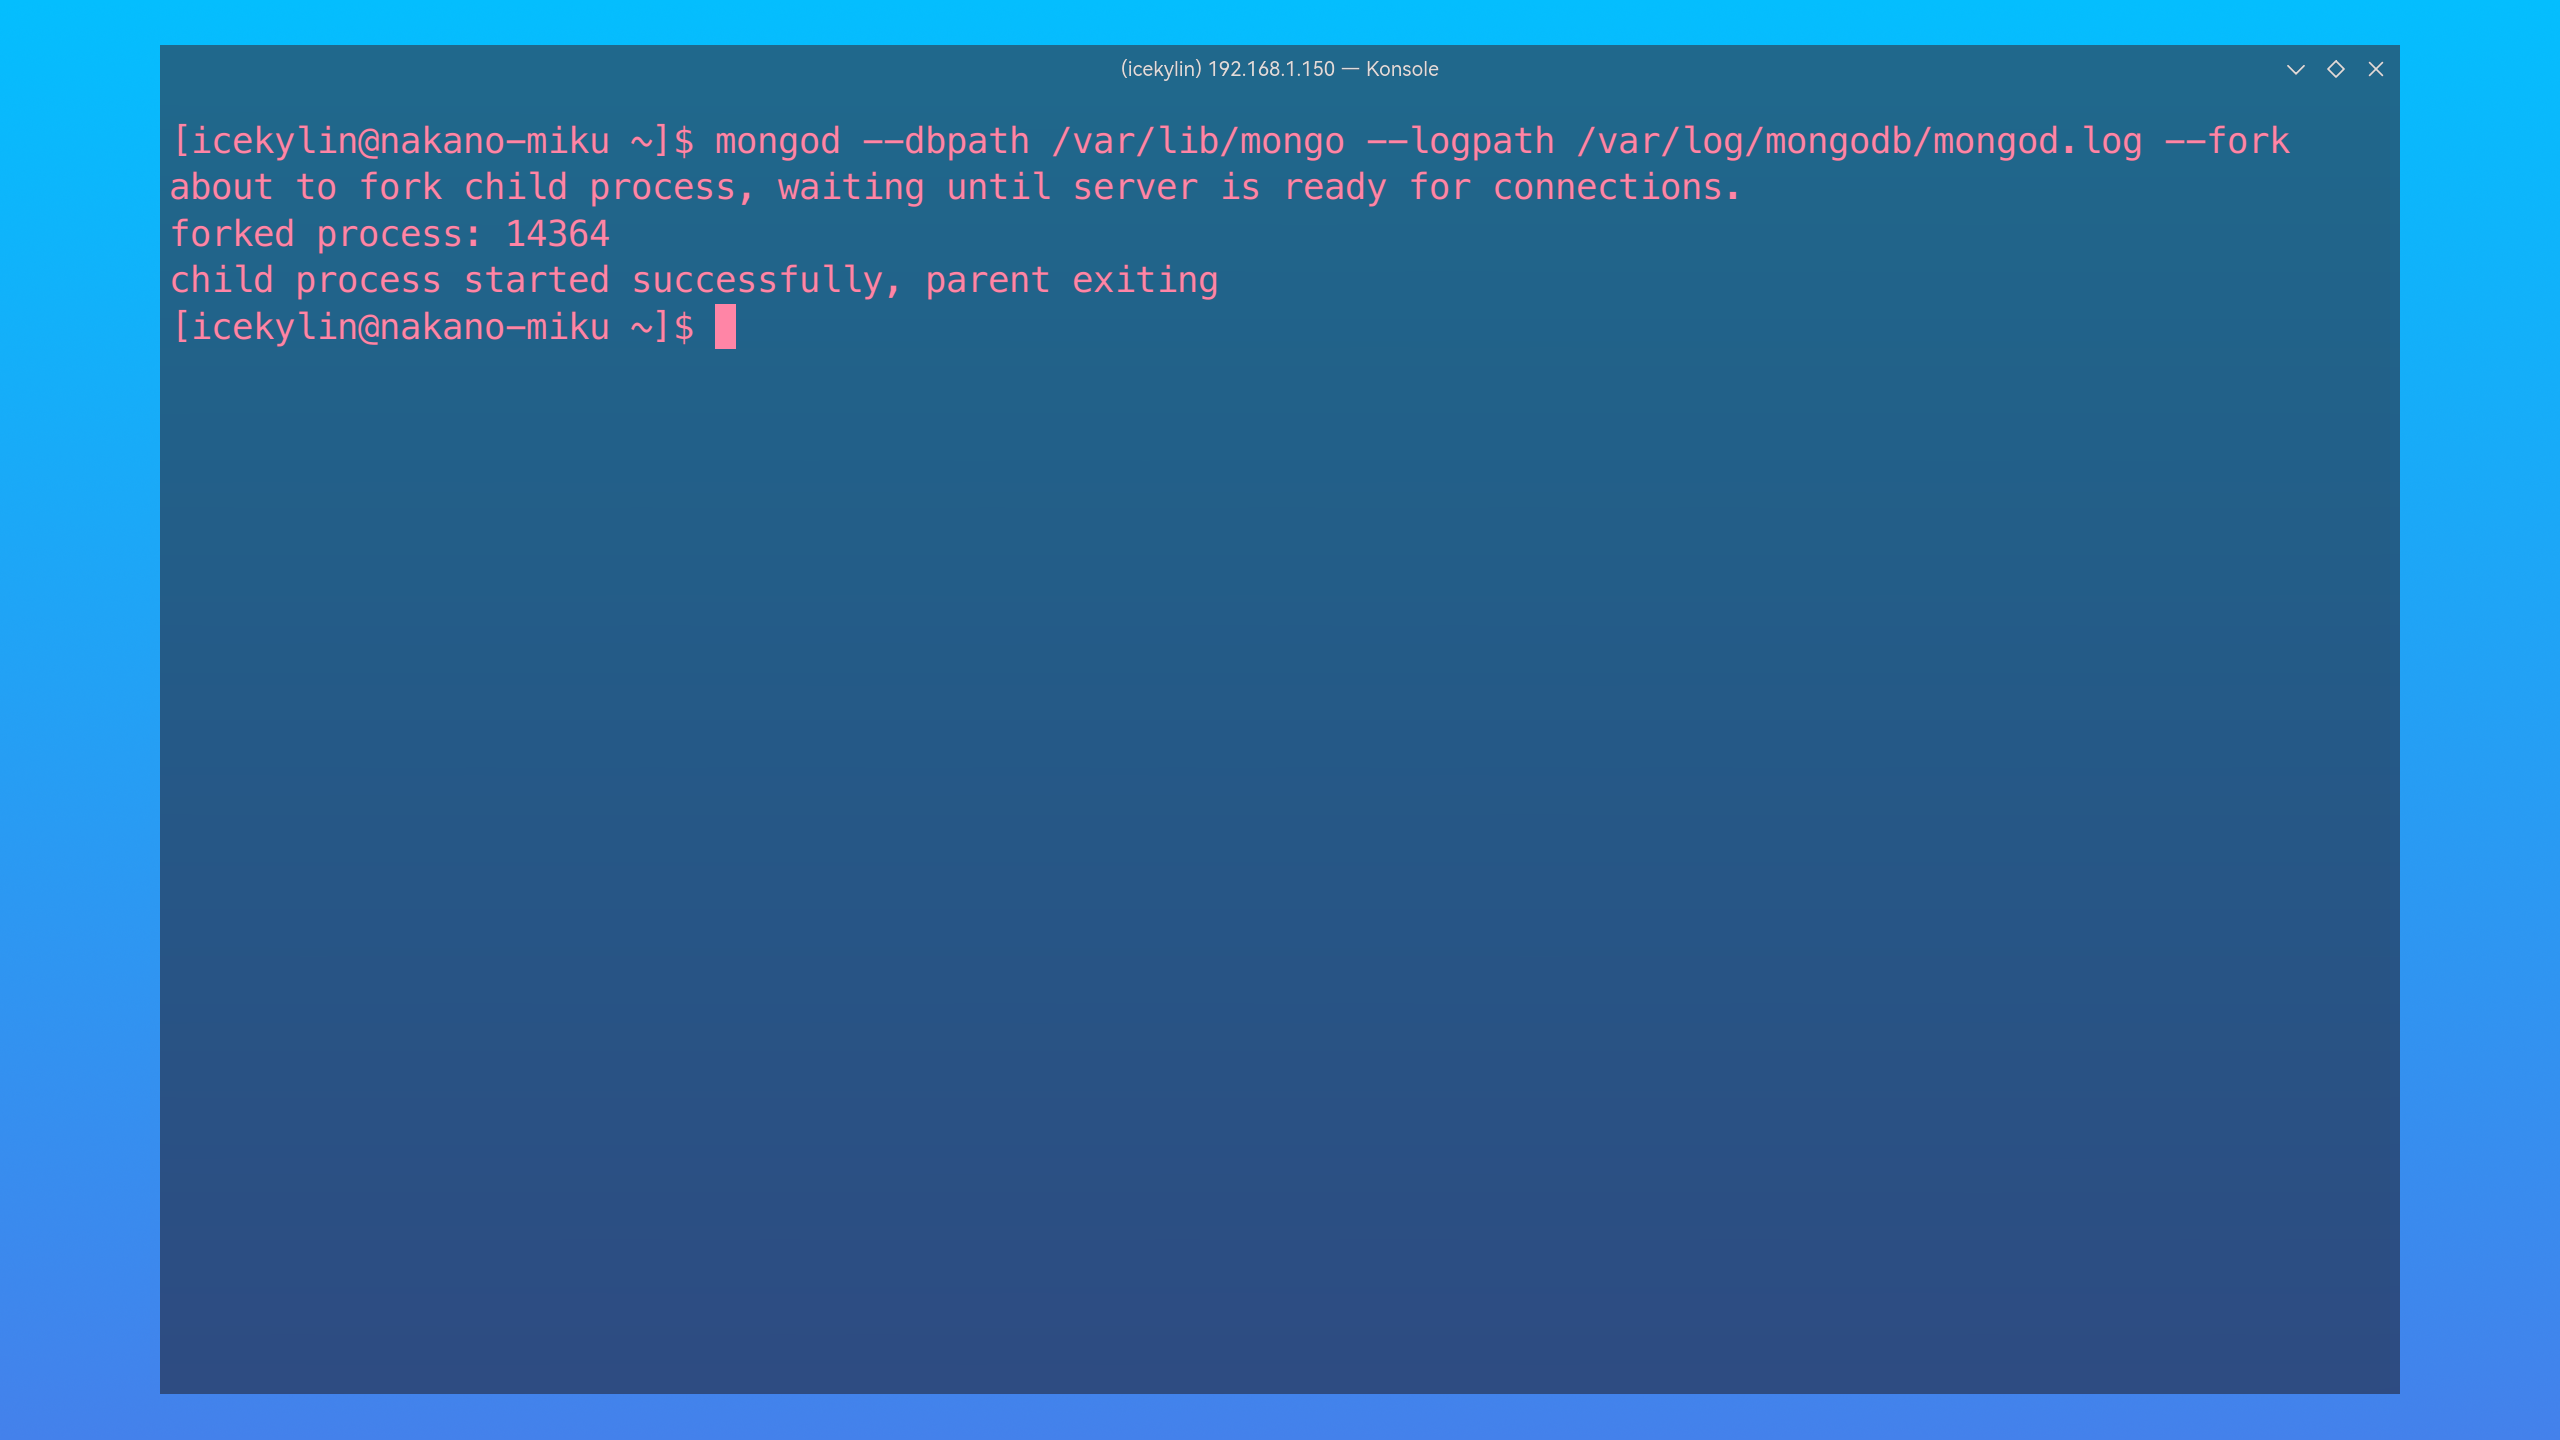 (icekylin) 192.168.1.150 — Konsole
[icekylin@nakano-miku ~]$ mongod --dbpath /var/lib/mongo --logpath /var/log/mongodb/mongod.log --fork
about to fork child process, waiting until server is ready for connections.
forked process: 14364
child process started successfully, parent exiting
[icekylin@nakano-miku ~]$